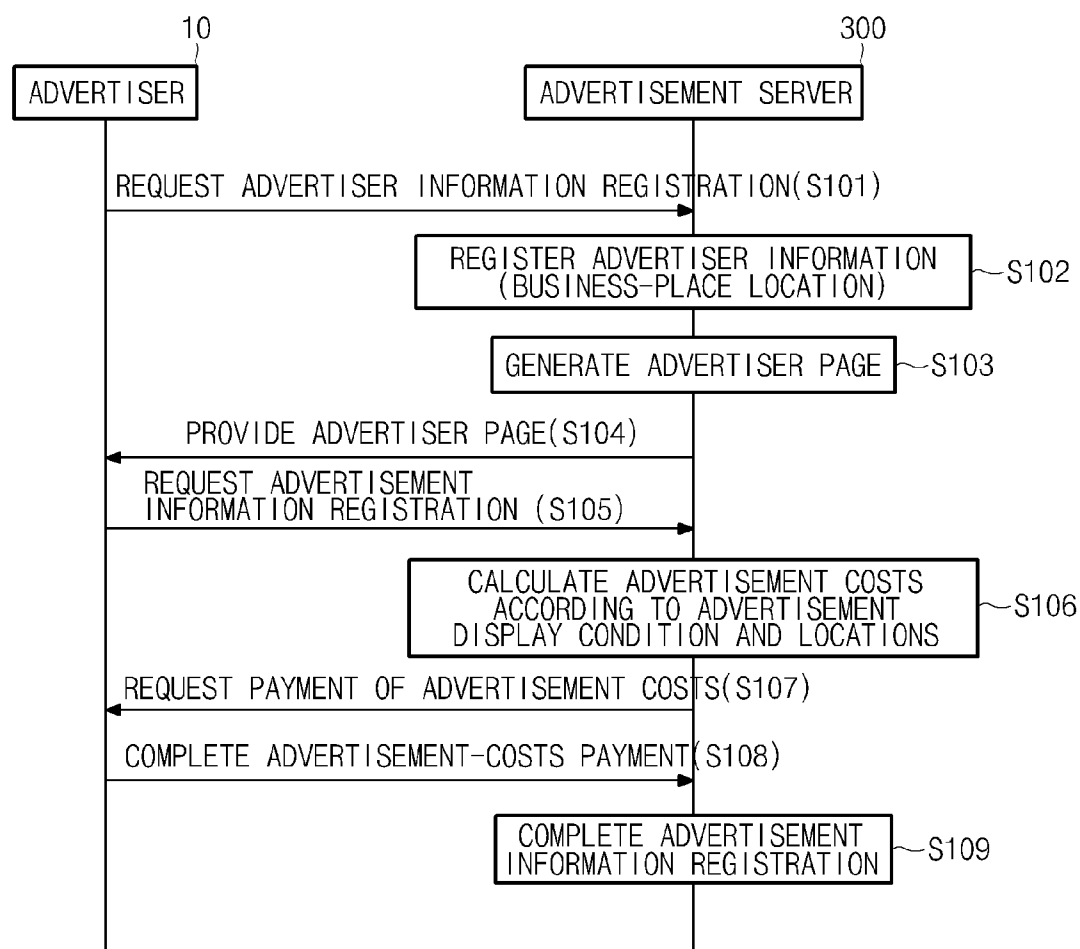 10
300
ADVERTISER
ADVERTISEMENT SERVER
REQUEST ADVERTISER INFORMATION REGISTRATION(S101)
REGISTER ADVERTISER INFORMATION
(BUSINESS-PLACE LOCATION)
S102
GENERATE ADVERTISER PAGE
S103
PROVIDE ADVERTISER PAGE(S104)
REQUEST ADVERTISEMENT
INFORMATION REGISTRATION (S105)
CALCULATE ADVERTISEMENT COSTS
ACCORDING TO ADVERTISEMENT
DISPLAY CONDITION AND LOCATIONS
S106
REQUEST PAYMENT OF ADVERTISEMENT COSTS(S107)
COMPLETE ADVERTISEMENT-COSTS PAYMENT(S108)
COMPLETE ADVERTISEMENT
INFORMATION REGISTRATION
S109